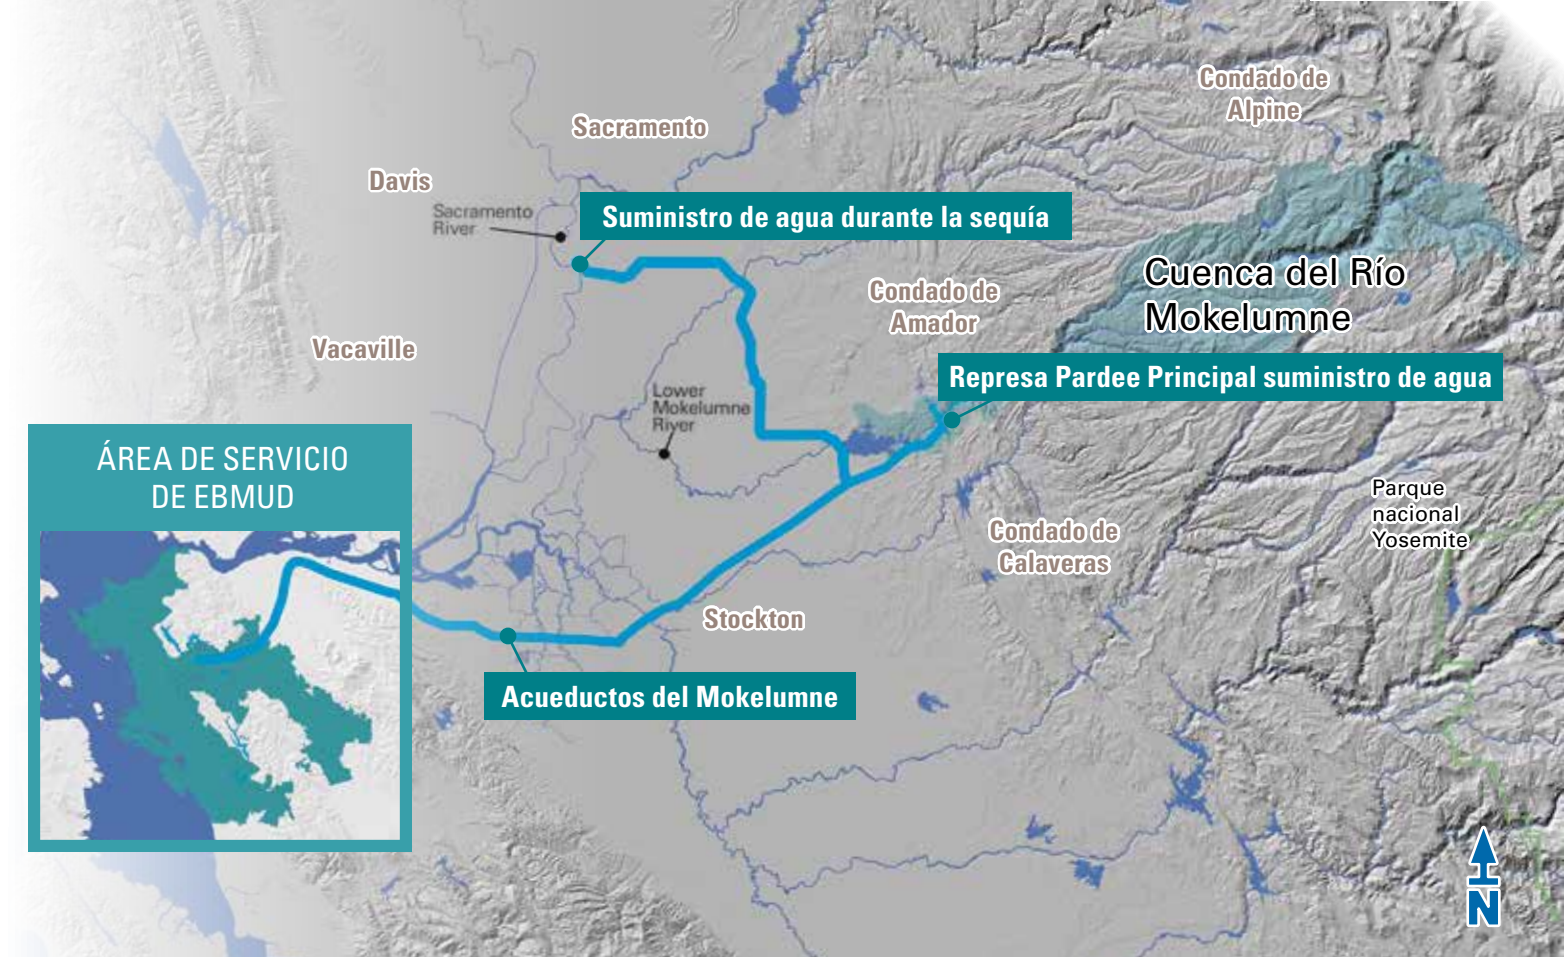 Condado de
Alpine
Sacramento
Davis
Sacramento
River
Suministro de agua durante la sequía
Cuenca del Río
Mokelumne
Condado de
Amador
Vacaville
Represa Pardee Principal suministro de agua
Lower
Mokelumne
River
ÁREA DE SERVICIO
DE EBMUD
Parque
nacional
Yosemite
Condado de
Calaveras
Stockton
Acueductos del Mokelumne
N